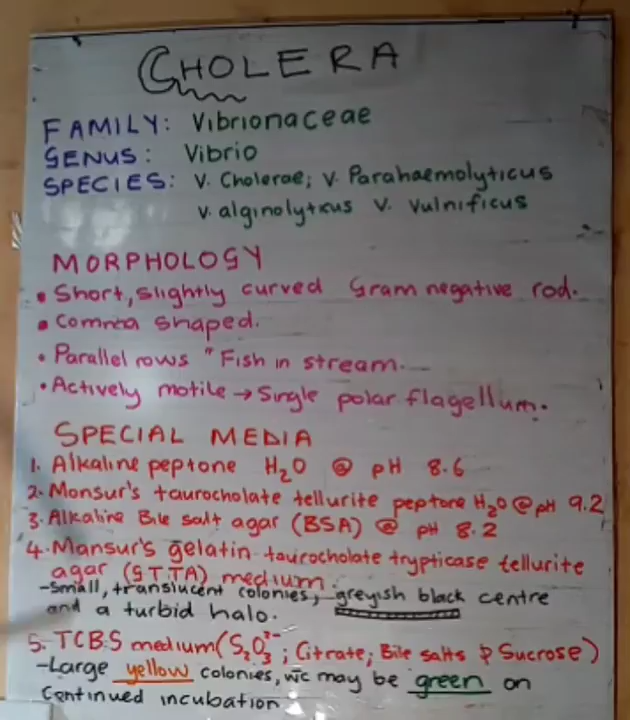 CHOLERA
FAMILY: Vibrionaceae
GENUS: Vibrio
SPECIES: V. Cholerae; V. Parahaemolyticus
V. alginolyticus V. Vulnificus
MORPHOLOGY
• Short, slightly curved Gram negative rod.
• Comma shaped.
• Parallel rows " Fish in stream.
• Actively motile → Single polar flagellum.
SPECIAL MEDIA
1. Alkaline peptone H₂O @ pH 8.6
2. Monsur's taurocholate tellurite peptone H₂O @ pH 9.2
3. Alkaline Bile salt agar (BSA) @ pH 8.2
4. Mansur's gelatin taurocholate trypticase tellurite
agar (GTTA) medium.
-Small, translucent colonies, greyish black centre
and a turbid halo.
5. TCBS medium (S₂O₃²⁻; Citrate; Bile salts & Sucrose)
-Large yellow colonies, wc may be green on
Continued incubation